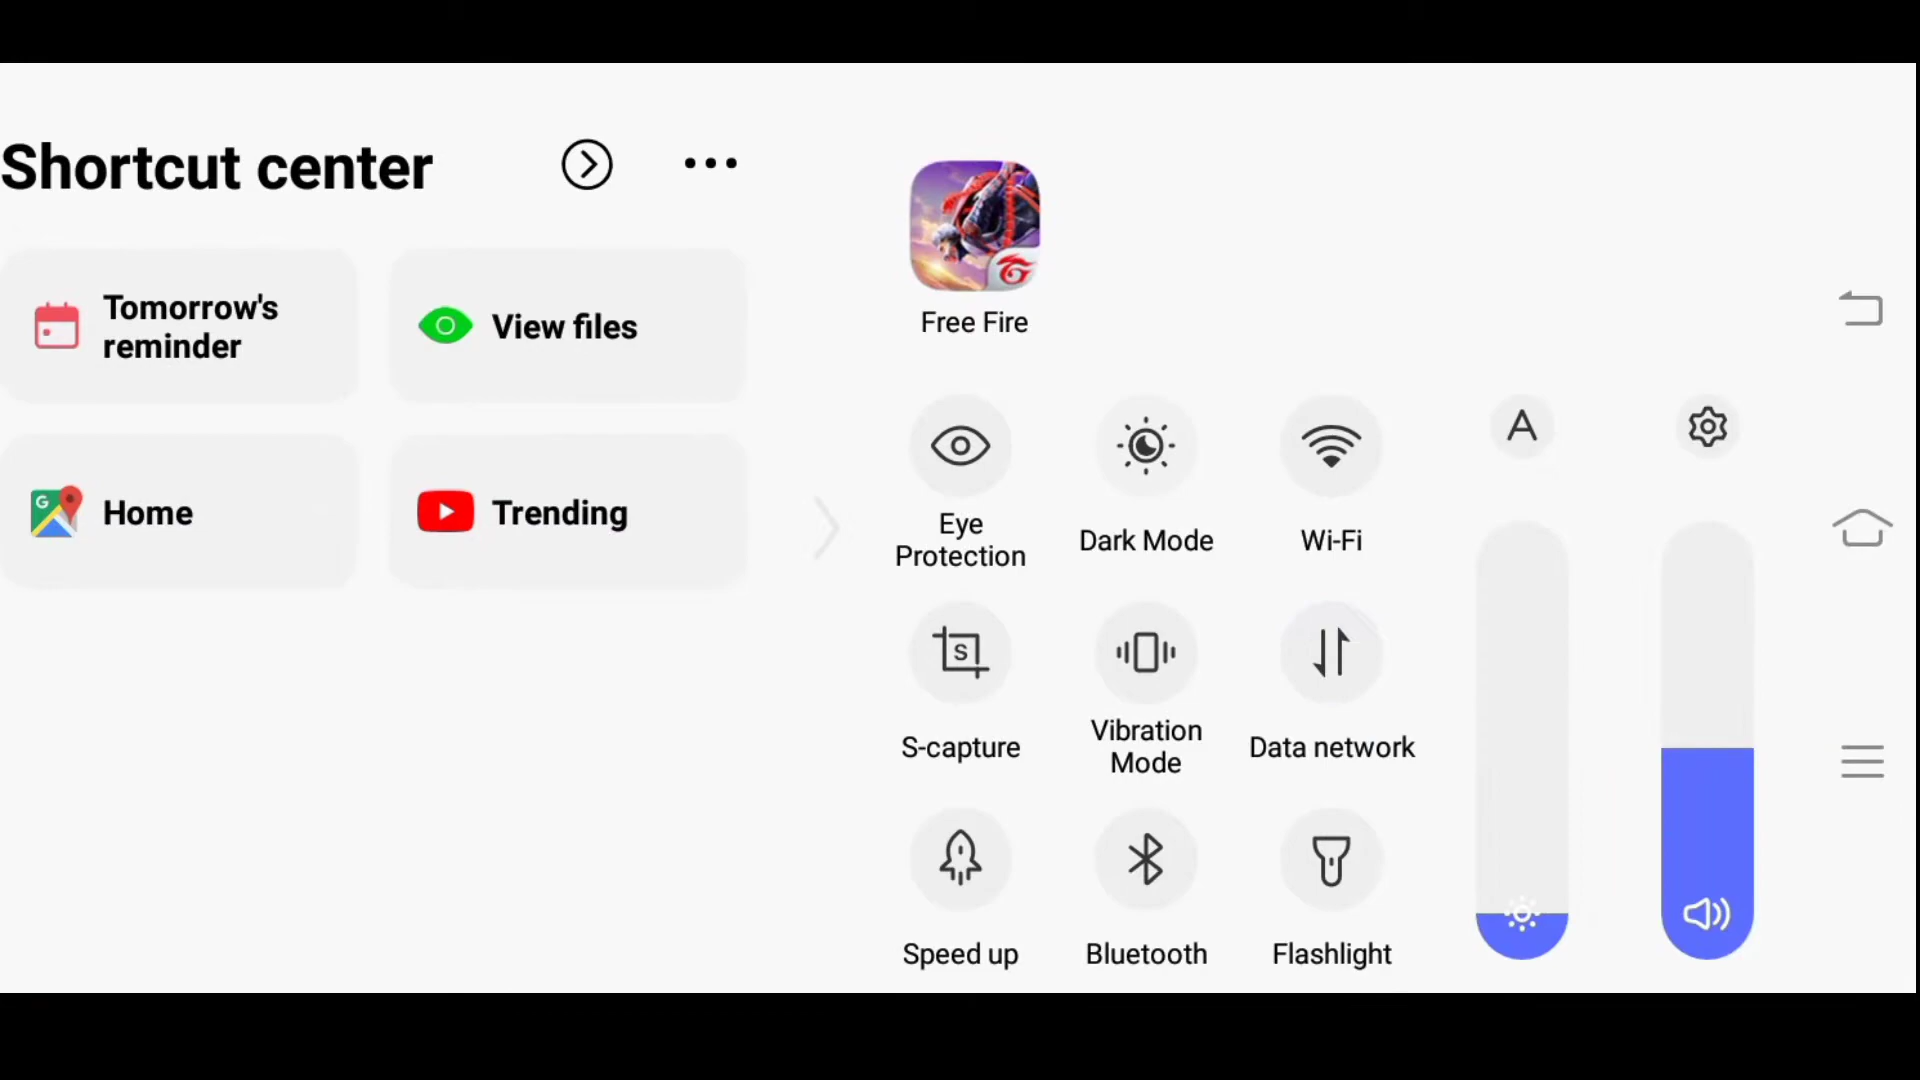 Shortcut center
Tomorrow's
reminder
View files
Home
Trending
Free Fire
Eye
Protection
Dark Mode
Wi-Fi
S-capture
Vibration
Mode
Data network
Speed up
Bluetooth
Flashlight
A
S
G